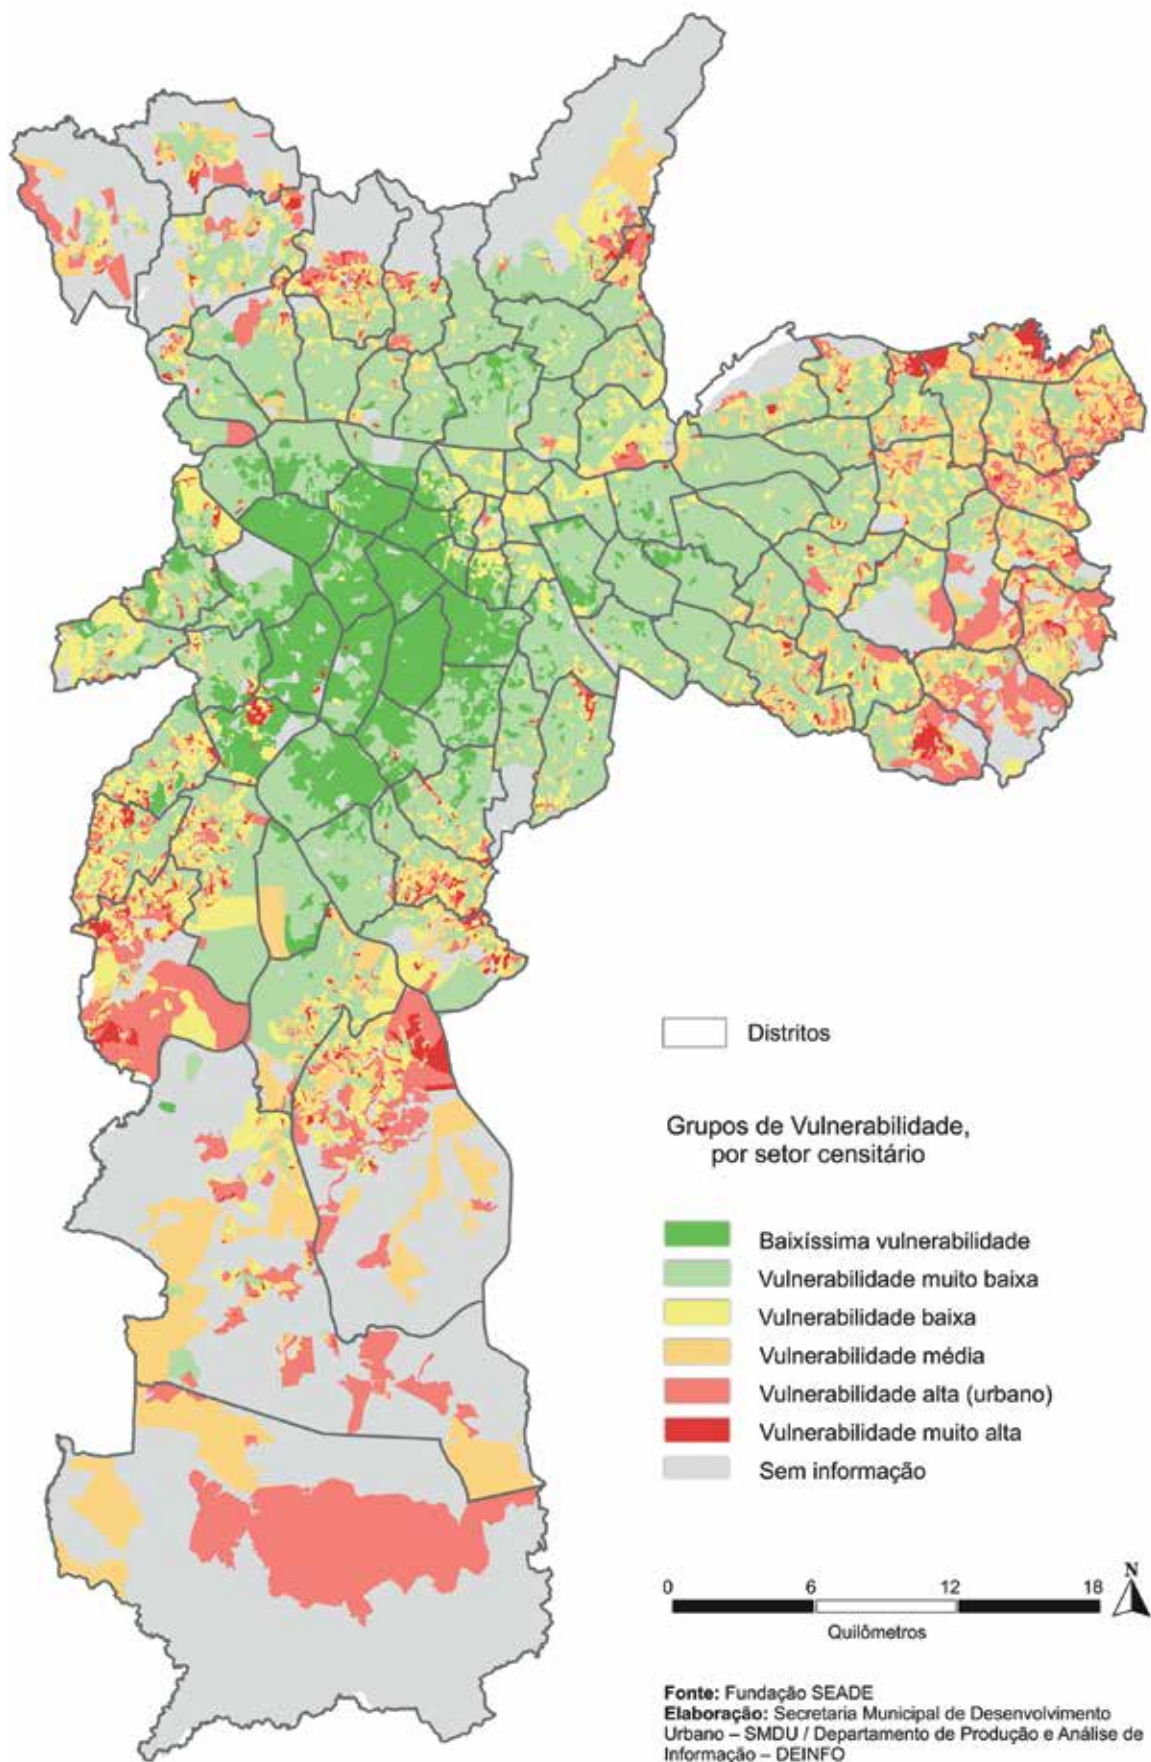 Distritos
Grupos de Vulnerabilidade,
por setor censitário
Baixíssima vulnerabilidade
Vulnerabilidade muito baixa
Vulnerabilidade baixa
Vulnerabilidade média
Vulnerabilidade alta (urbano)
Vulnerabilidade muito alta
Sem informação
N
0 6 12 18
Quilômetros
Fonte: Fundação SEADE
Elaboração: Secretaria Municipal de Desenvolvimento
Urbano – SMDU / Departamento de Produção e Análise de
Informação – DEINFO